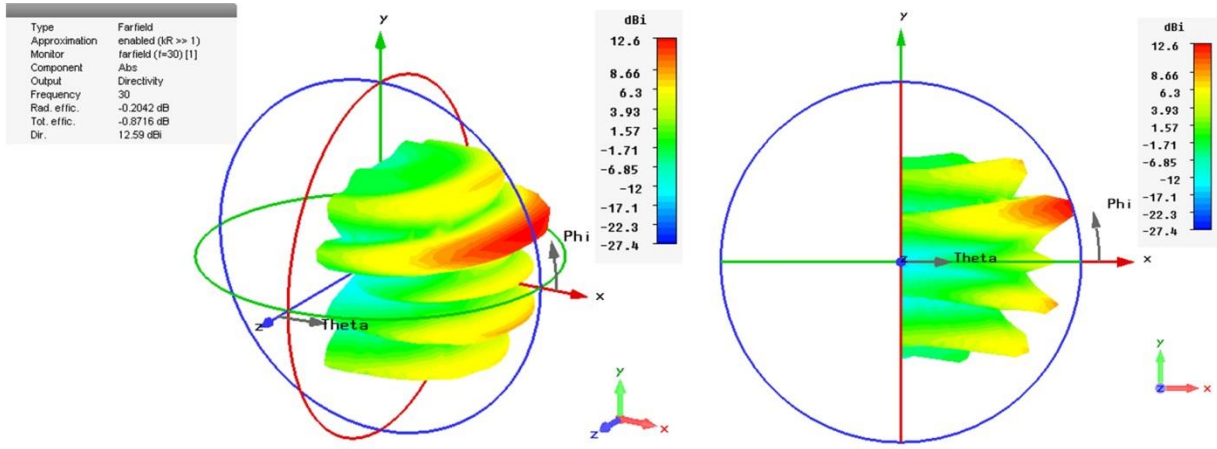 Type Farfield
Approximation enabled (kR >> 1)
Monitor farfield (f=30) [1]
Component Abs
Output Directivity
Frequency 30
Rad. effic. -0.2042 dB
Tot. effic. -0.8716 dB
Dir. 12.59 dBi
y
x
z
Theta
Phi
dBi
12.6
8.66
6.3
3.93
1.57
-1.71
-6.85
-12
-17.1
-22.3
-27.4
y
x
z
y
x
z
Theta
Phi
dBi
12.6
8.66
6.3
3.93
1.57
-1.71
-6.85
-12
-17.1
-22.3
-27.4
y
z
x